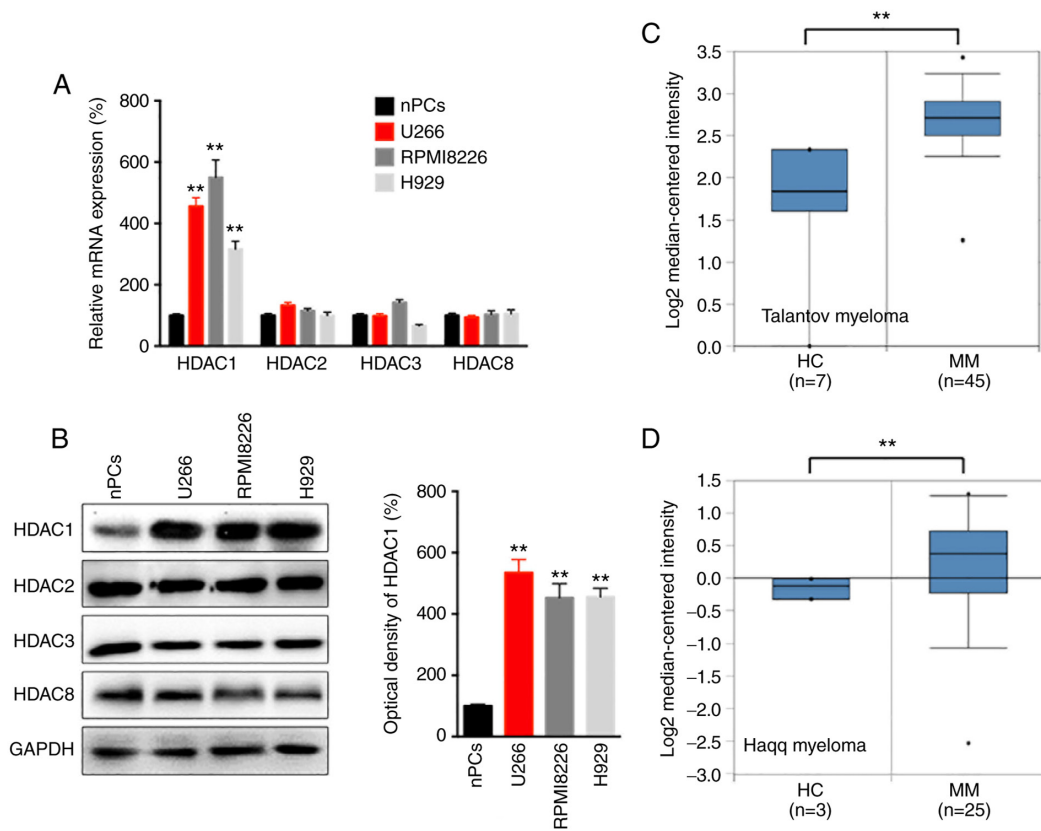 A
Relative mRNA expression (%)
800
600
400
200
0
** ** **
nPCs
U266
RPMI8226
H929
HDAC1 HDAC2 HDAC3 HDAC8
B
nPCs U266 RPMI8226 H929
HDAC1
HDAC2
HDAC3
HDAC8
GAPDH
Optical density of HDAC1 (%)
800
600
400
200
0
** ** **
nPCs U266 RPMI8226 H929
C
**
Log2 median-centered intensity
3.5
3.0
2.5
2.0
1.5
1.0
0.5
0.0
Talantov myeloma
HC MM
(n=7) (n=45)
D
**
Log2 median-centered intensity
1.5
1.0
0.5
−0.0
−0.5
−1.0
−1.5
−2.0
−2.5
−3.0
Haqq myeloma
HC MM
(n=3) (n=25)